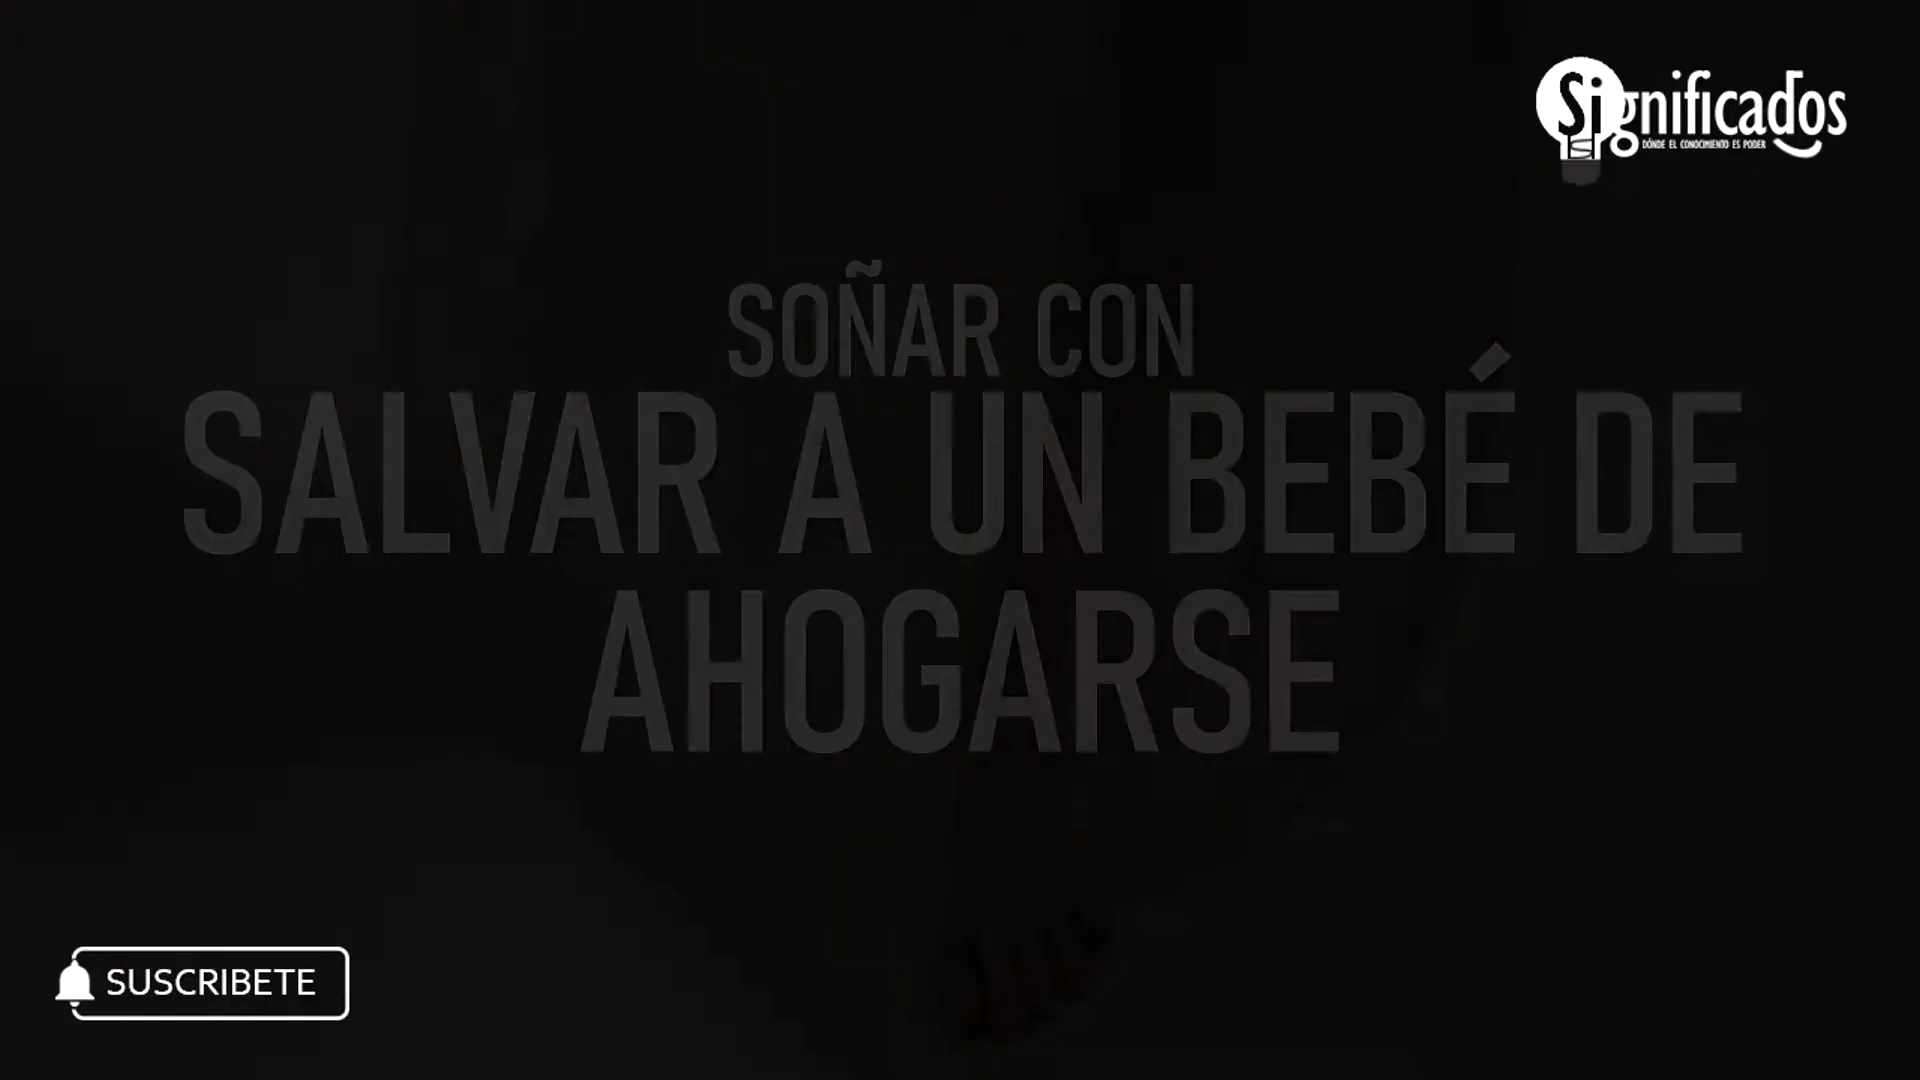 Significados
DÓNDE EL CONOCIMIENTO ES PODER
SOÑAR CON
SALVAR A UN BEBÉ DE
AHOGARSE
SUSCRIBETE